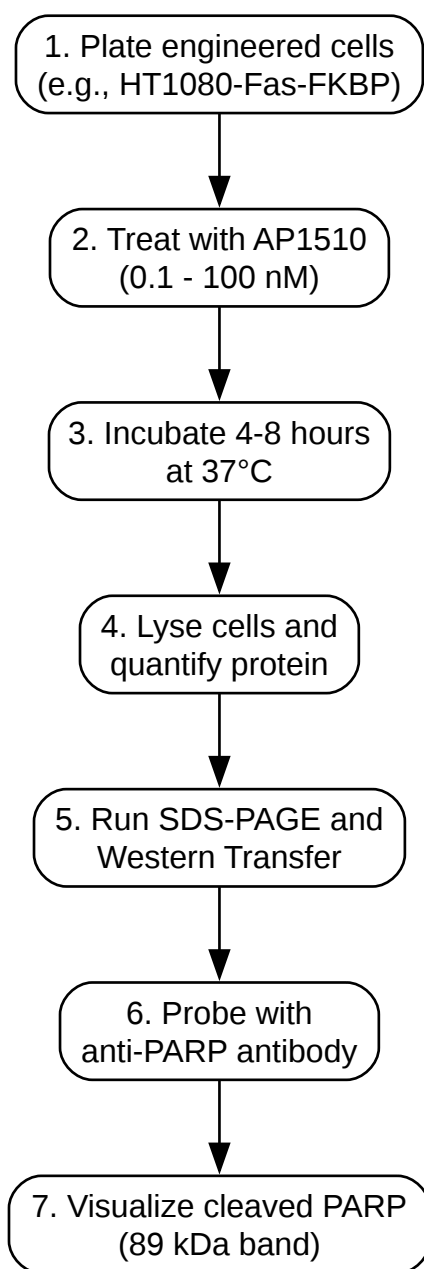 1. Plate engineered cells
(e.g., HT1080-Fas-FKBP)
2. Treat with AP1510
(0.1 - 100 nM)
3. Incubate 4-8 hours
at 37°C
4. Lyse cells and
quantify protein
5. Run SDS-PAGE and
Western Transfer
6. Probe with
anti-PARP antibody
7. Visualize cleaved PARP
(89 kDa band)